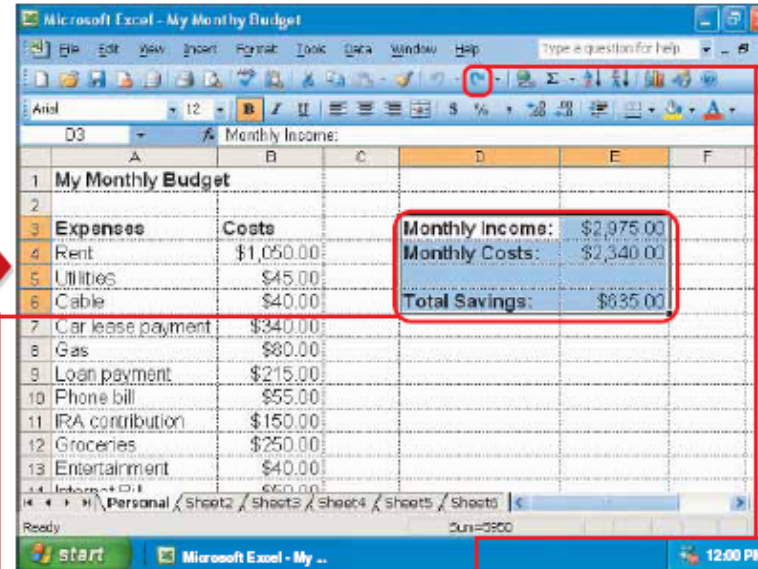 Microsoft Excel - My Monthy Budget
File Edit View Insert Format Tools Data Window Help Type a question for help
Arial 12 B I U $ %
D3 fx Monthly Income:
A B C D E F
1 My Monthly Budget
2
3 Expenses Costs Monthly Income: $2,975.00
4 Rent $1,050.00 Monthly Costs: $2,340.00
5 Utilities $45.00
6 Cable $40.00 Total Savings: $635.00
7 Car lease payment $340.00
8 Gas $80.00
9 Loan payment $215.00
10 Phone bill $55.00
11 IRA contribution $150.00
12 Groceries $250.00
13 Entertainment $40.00
Personal Sheet2 Sheet3 Sheet4 Sheet5 Sheet6
Ready Sum=5950
start Microsoft Excel - My ... 12:00 PM